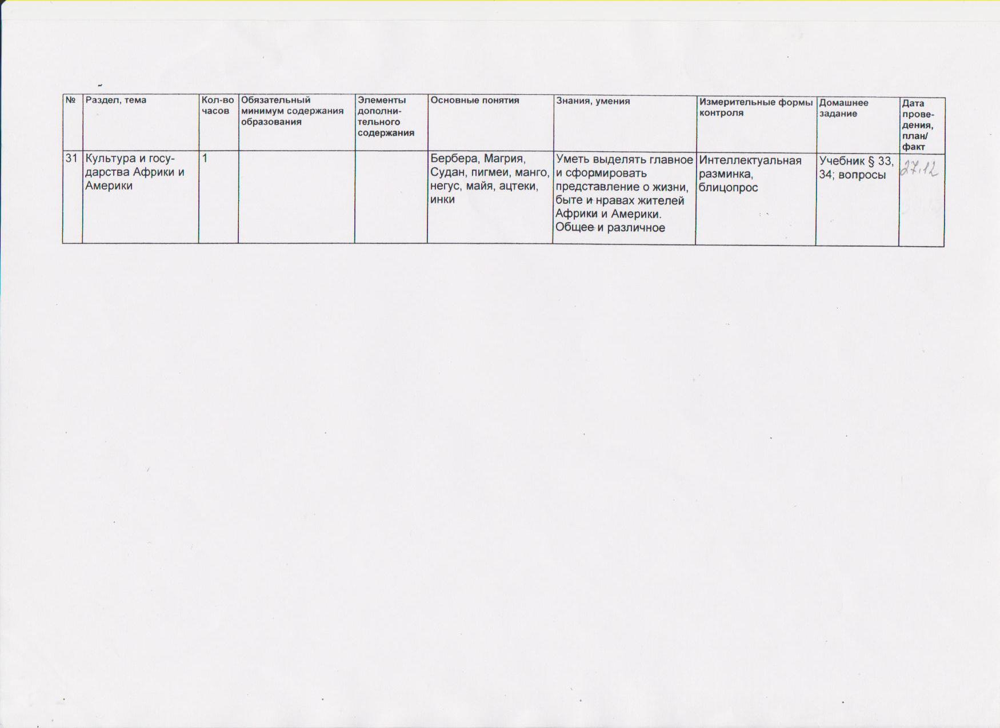 №
Раздел, тема
Кол-во
часов
Обязательный
минимум содержания
образования
Элементы
дополни-
тельного
содержания
Основные понятия
Знания, умения
Измерительные формы
контроля
Домашнее
задание
Дата
прове-
дения,
план/
факт
31
Культура и госу-
дарства Африки и
Америки
1
Бербера, Магрия,
Судан, пигмеи, манго,
негус, майя, ацтеки,
инки
Уметь выделять главное
и сформировать
представление о жизни,
быте и нравах жителей
Африки и Америки.
Общее и различное
Интеллектуальная
разминка,
блицопрос
Учебник § 33,
34; вопросы
27.12